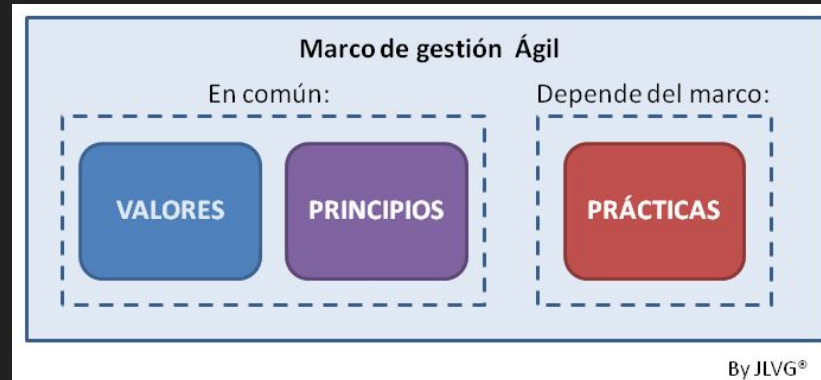 Marco de gestión Ágil
En común:
Depende del marco:
VALORES
PRINCIPIOS
PRÁCTICAS
By JLVG®